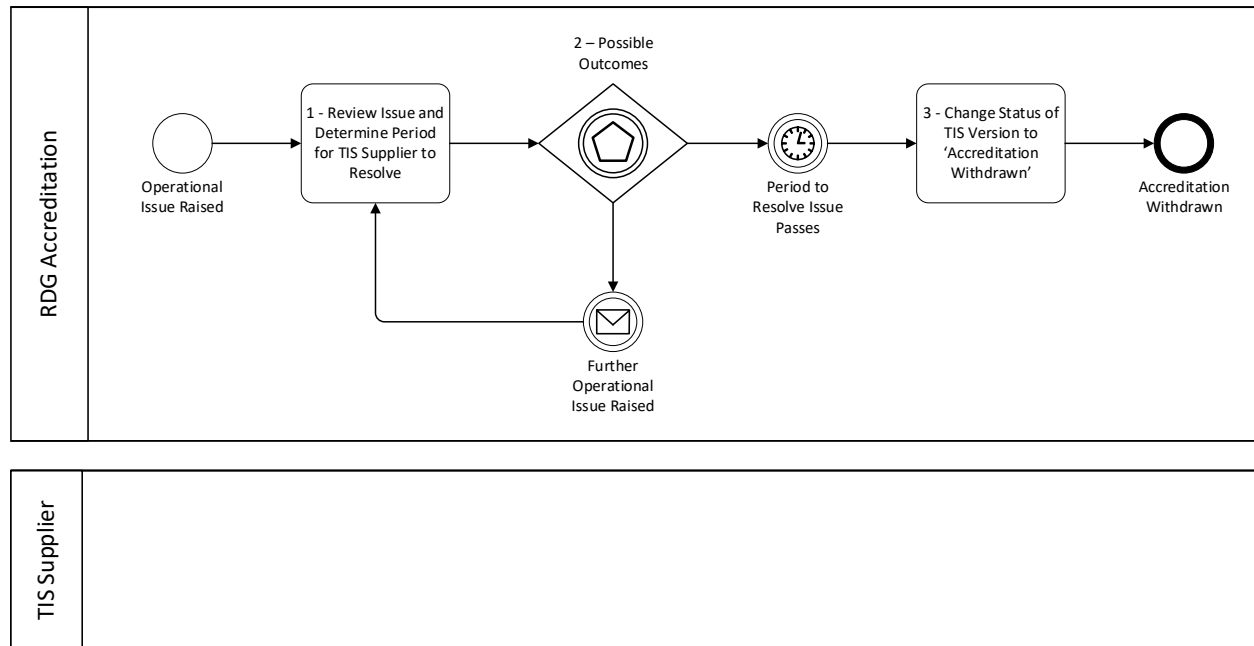 RDG Accreditation
Operational
Issue Raised
1 - Review Issue and
Determine Period
for TIS Supplier to
Resolve
2 – Possible
Outcomes
Further
Operational
Issue Raised
Period to
Resolve Issue
Passes
3 - Change Status of
TIS Version to
‘Accreditation
Withdrawn’
Accreditation
Withdrawn
TIS Supplier